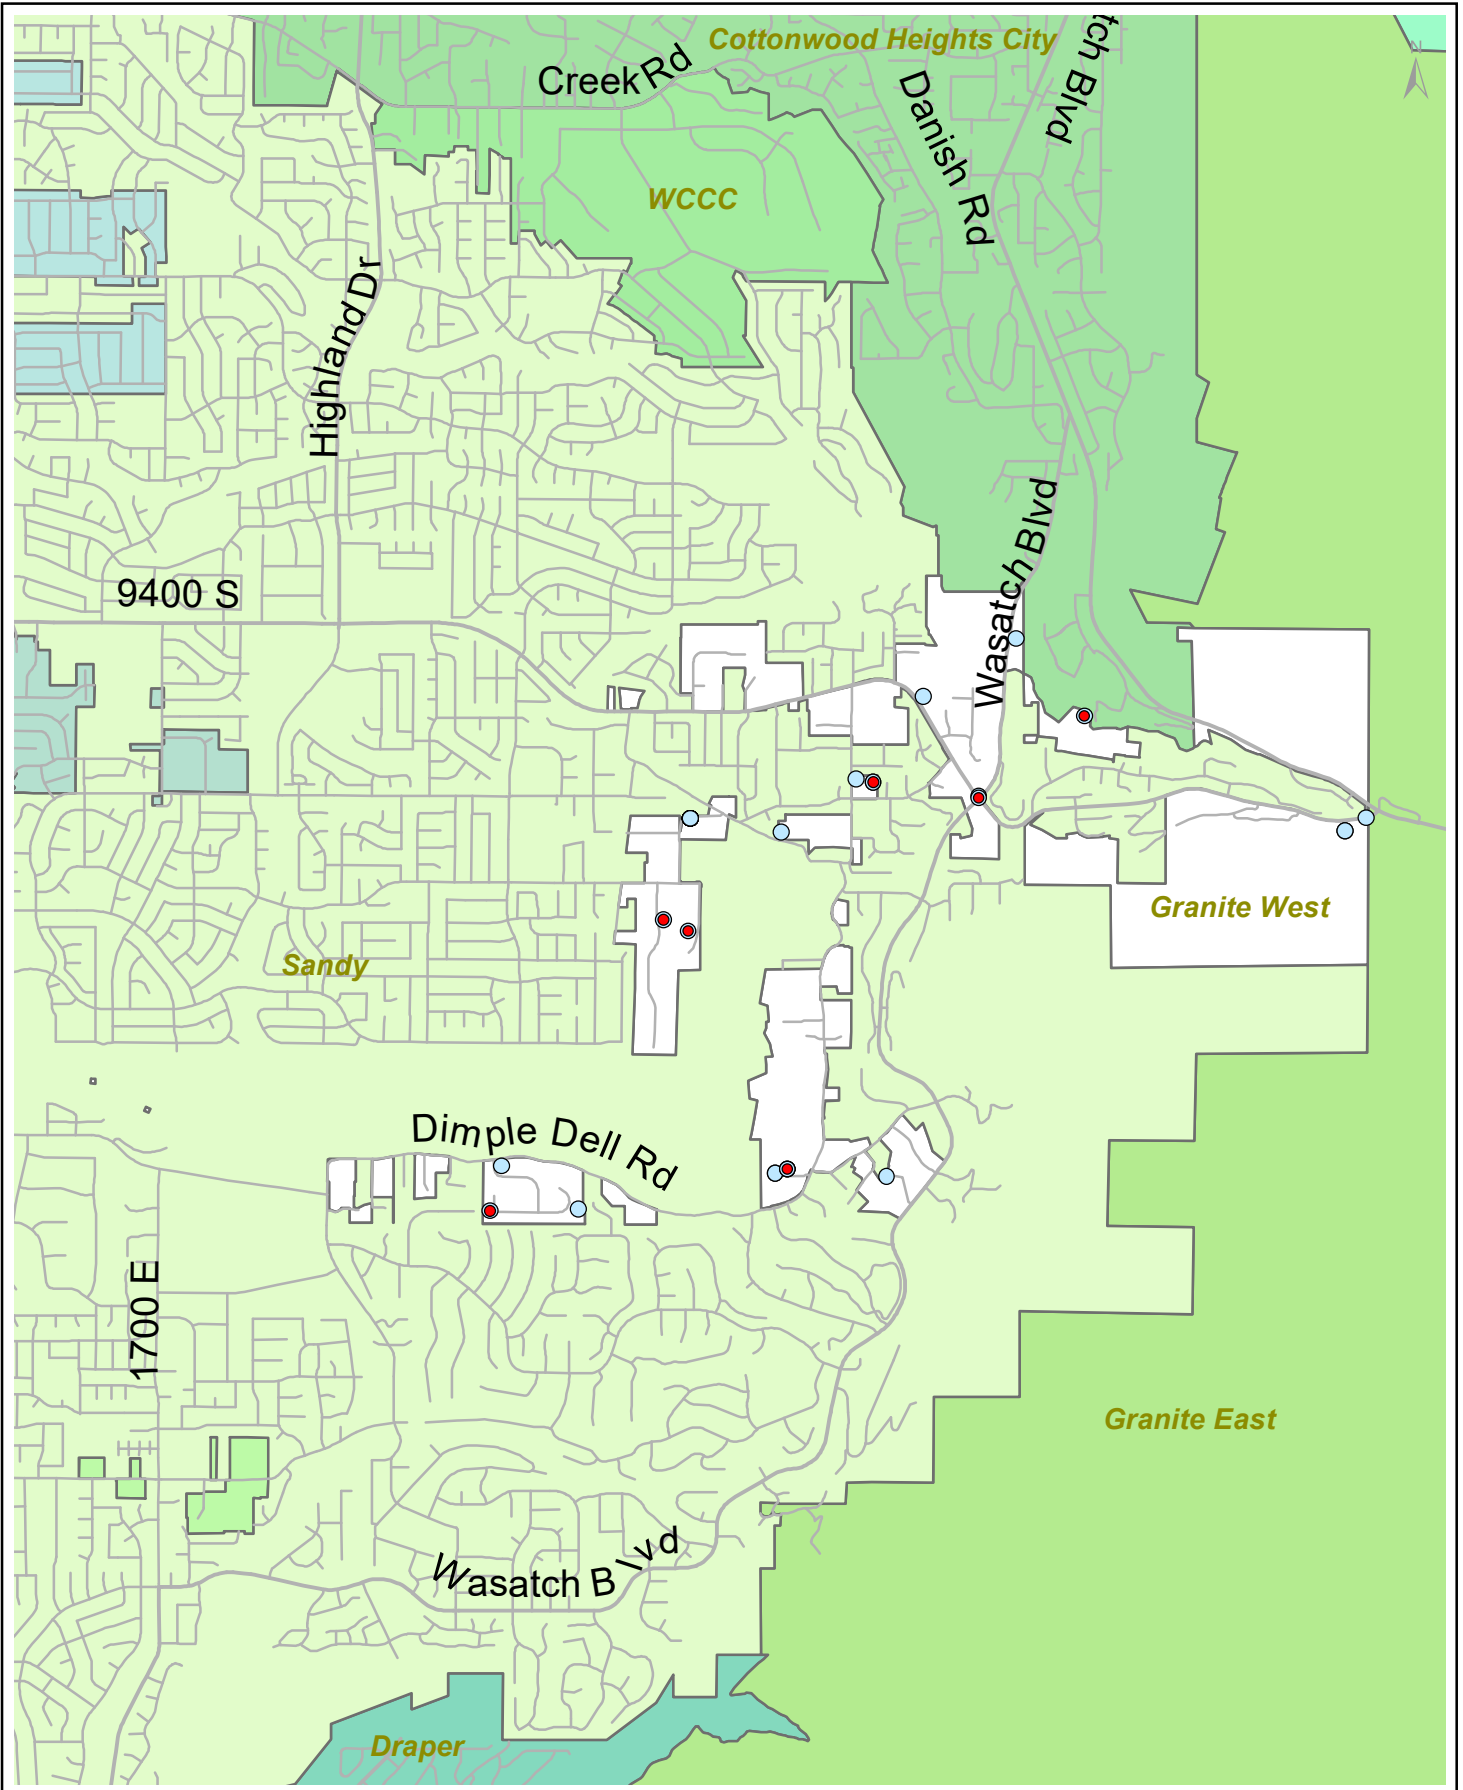 Cottonwood Heights City
tch Blvd
Creek Rd
N
Danish Rd
WCCC
Highland Dr
Wasatch Blvd
9400 S
Granite West
Sandy
Dimple Dell Rd
1700 E
Granite East
Wasatch Blvd
Draper